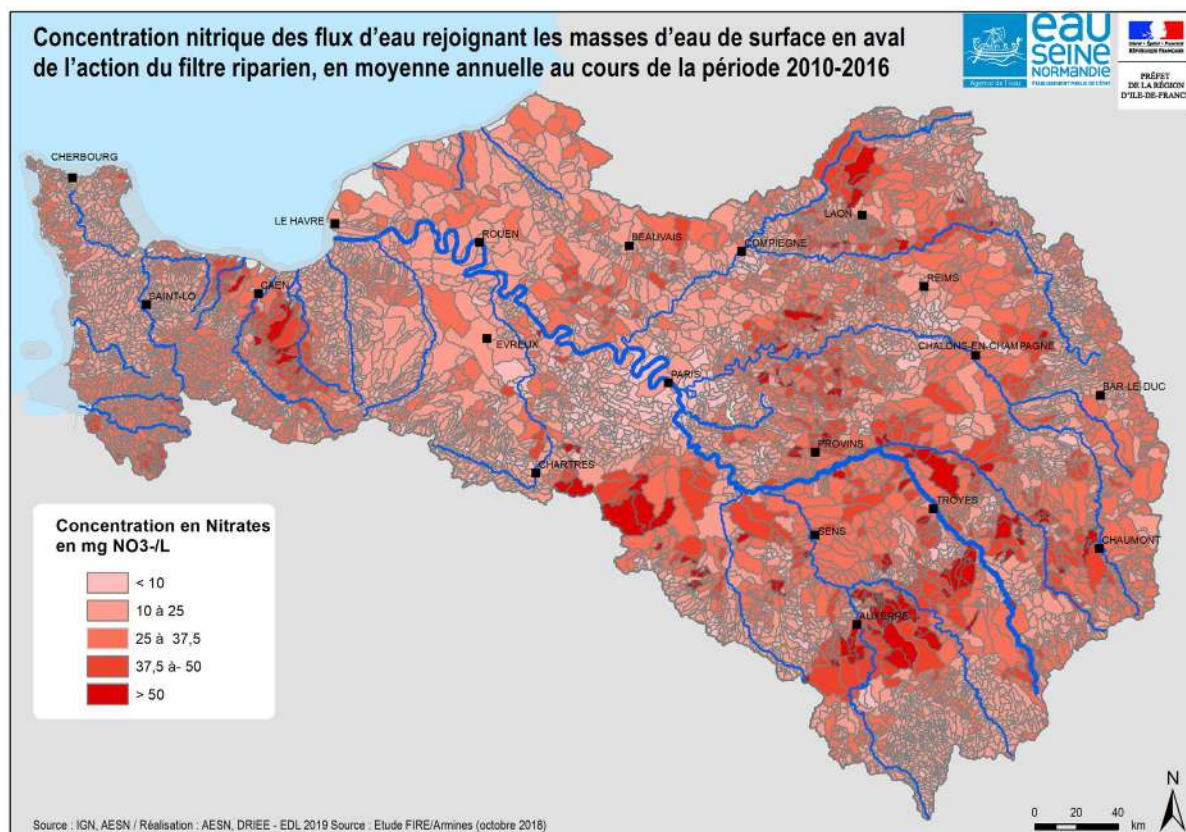 Concentration nitrique des flux d'eau rejoignant les masses d'eau de surface en aval
de l'action du filtre riparien, en moyenne annuelle au cours de la période 2010-2016
eau
SEINE
NORMANDIE
Agence de l'eau
RÉPUBLIQUE FRANÇAISE
PRÉFET
DE LA RÉGION
D'ILE-DE-FRANCE
CHERBOURG
LE HAVRE
ROUEN
BEAUVAIS
COMPIEGNE
LAON
SAINT-LO
CAEN
REIMS
EVREUX
CHALONS-EN-CHAMPAGNE
PARIS
BAR-LE-DUC
PROVINS
CHARTRES
TROYES
SENS
CHAUMONT
AUXERRE
Concentration en Nitrates
en mg NO3-/L
< 10
10 à 25
25 à 37,5
37,5 à- 50
> 50
N
0 20 40
km
Source : IGN, AESN / Réalisation : AESN, DRIEE - EDL 2019 Source : Etude FIRE/Armines (octobre 2018)